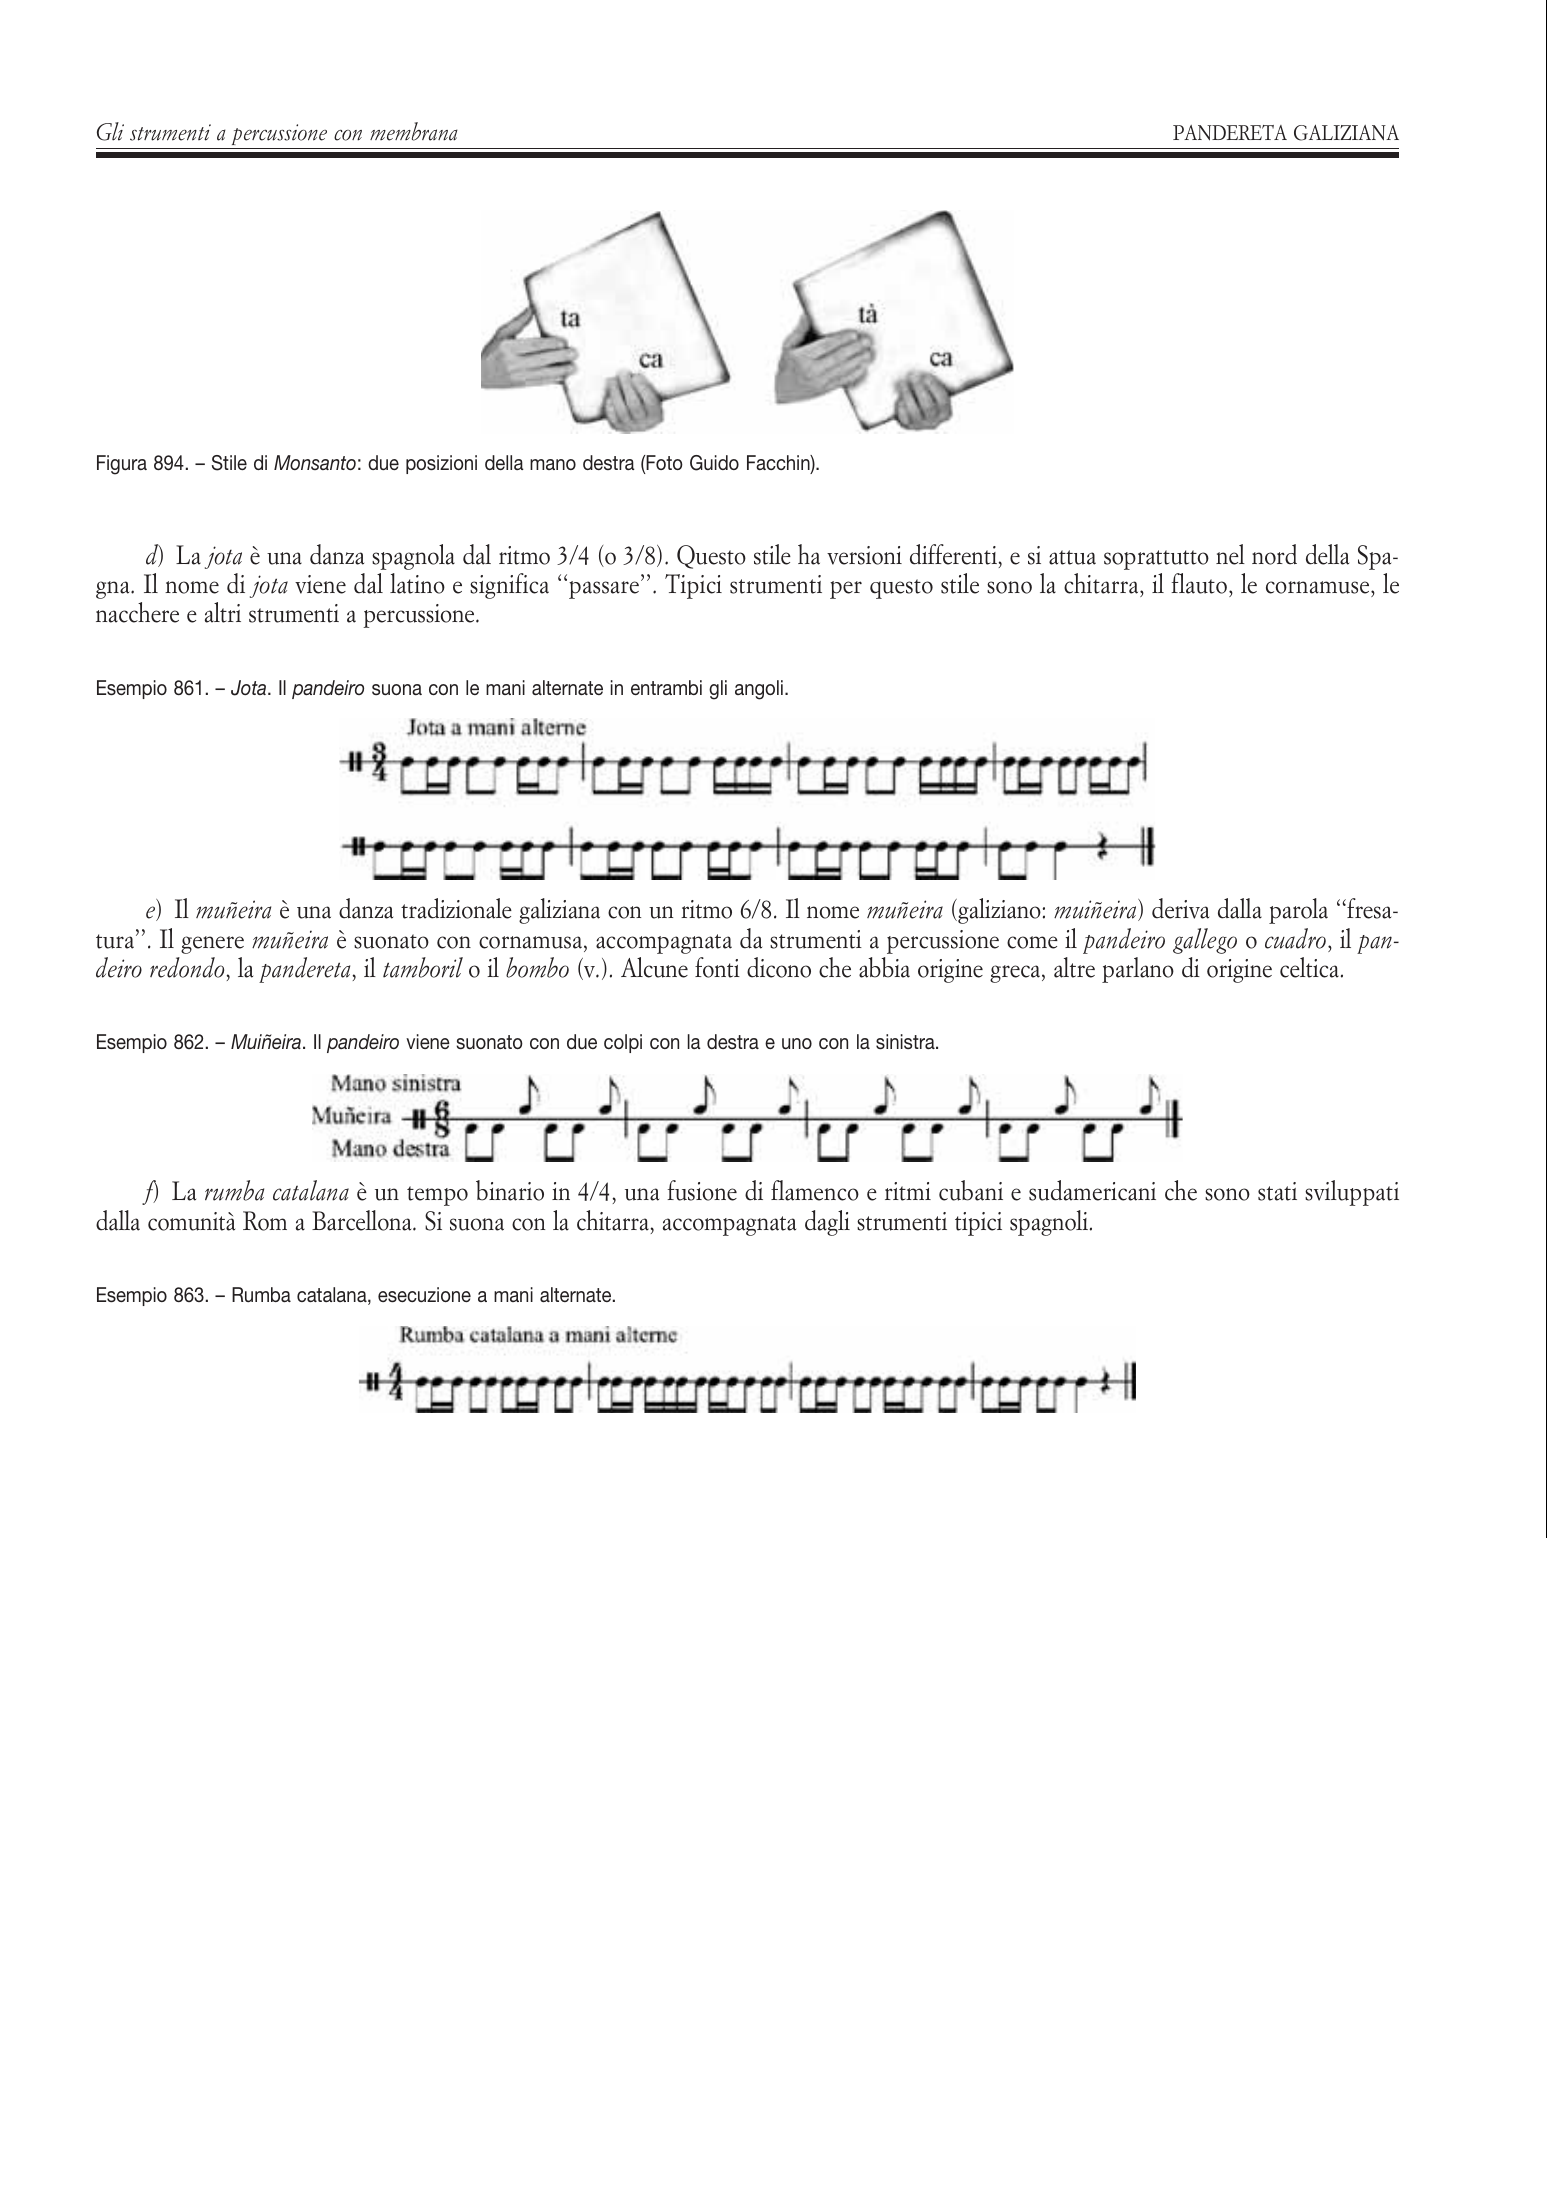 Gli strumenti a percussione con membrana PANDERETA GALIZIANA
ta
ca
tà
ca
Figura 894. – Stile di Monsanto: due posizioni della mano destra (Foto Guido Facchin).
d) La jota è una danza spagnola dal ritmo 3/4 (o 3/8). Questo stile ha versioni differenti, e si attua soprattutto nel nord della Spa-
gna. Il nome di jota viene dal latino e significa “passare”. Tipici strumenti per questo stile sono la chitarra, il flauto, le cornamuse, le
nacchere e altri strumenti a percussione.
Esempio 861. – Jota. Il pandeiro suona con le mani alternate in entrambi gli angoli.
Jota a mani alterne
3
4
e) Il muñeira è una danza tradizionale galiziana con un ritmo 6/8. Il nome muñeira (galiziano: muiñeira) deriva dalla parola “fresa-
tura”. Il genere muñeira è suonato con cornamusa, accompagnata da strumenti a percussione come il pandeiro gallego o cuadro, il pan-
deiro redondo, la pandereta, il tamboril o il bombo (v.). Alcune fonti dicono che abbia origine greca, altre parlano di origine celtica.
Esempio 862. – Muiñeira. Il pandeiro viene suonato con due colpi con la destra e uno con la sinistra.
Mano sinistra
Muñeira 6
8
Mano destra
f) La rumba catalana è un tempo binario in 4/4, una fusione di flamenco e ritmi cubani e sudamericani che sono stati sviluppati
dalla comunità Rom a Barcellona. Si suona con la chitarra, accompagnata dagli strumenti tipici spagnoli.
Esempio 863. – Rumba catalana, esecuzione a mani alternate.
Rumba catalana a mani alterne
4
4